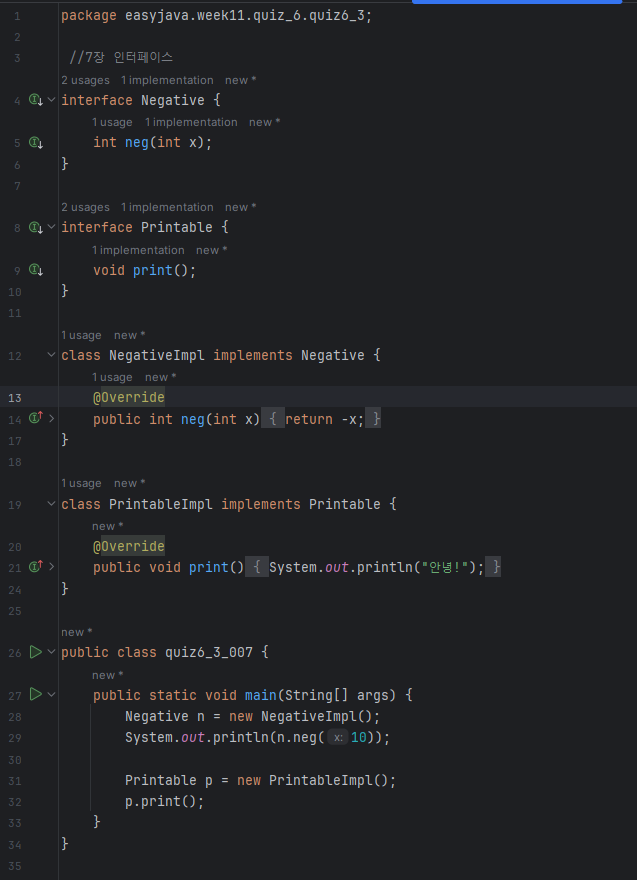 1 package easyjava.week11.quiz_6.quiz6_3;
2
3 //7장 인터페이스
2 usages 1 implementation new *
4 interface Negative {
1 usage 1 implementation new *
5 int neg(int x);
6 }
7
2 usages 1 implementation new *
8 interface Printable {
1 implementation new *
9 void print();
10 }
11
1 usage new *
12 class NegativeImpl implements Negative {
1 usage new *
13 @Override
14 public int neg(int x) { return -x; }
17 }
18
1 usage new *
19 class PrintableImpl implements Printable {
new *
20 @Override
21 public void print() { System.out.println("안녕!"); }
24 }
25
new *
26 public class quiz6_3_007 {
new *
27 public static void main(String[] args) {
28 Negative n = new NegativeImpl();
29 System.out.println(n.neg( x: 10));
30
31 Printable p = new PrintableImpl();
32 p.print();
33 }
34 }
35